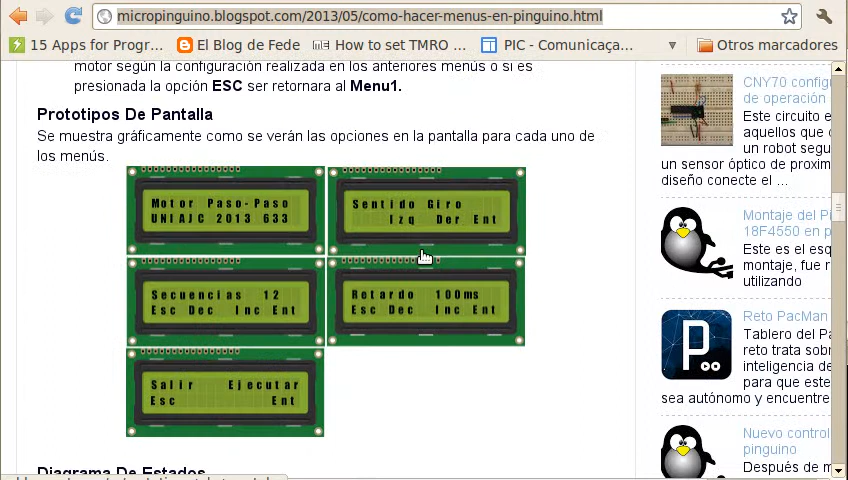 micropinguino.blogspot.com/2013/05/como-hacer-menus-en-pinguino.html
15 Apps for Progr...
El Blog de Fede
How to set TMRO ...
PIC - Comunicaça...
Otros marcadores
motor según la configuración realizada en los anteriores menús o si es
presionada la opción ESC ser retornara al Menu1.
Prototipos De Pantalla
Se muestra gráficamente como se verán las opciones en la pantalla para cada uno de
los menús.
Motor Paso-Paso
UNIAJC 2013 633
Sentido Giro
Izq Der Ent
Secuencias 12
Esc Dec Inc Ent
Retardo 100ms
Esc Dec Inc Ent
Salir Ejecutar
Esc Ent
Diagrama De Estados
CNY70 config
de operación
Este circuito e
aquellos que
un robot segu
un sensor óptico de proxim
diseño conecte el ...
Montaje del Pi
18F4550 en p
Este es el esq
montaje, fue r
utilizando
Reto PacMan
Tablero del Pa
reto trata sobr
inteligencia de
para que este
sea autónomo y encuentre
Nuevo control
pinguino
Después de m